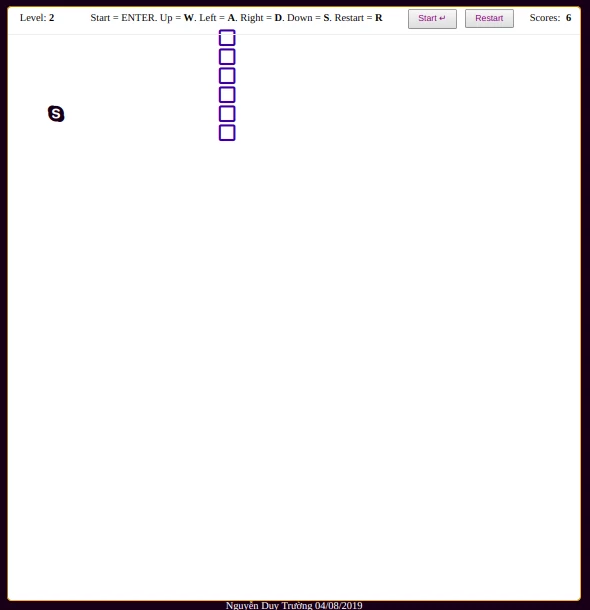 Level: 2 Start = ENTER. Up = W. Left = A. Right = D. Down = S. Restart = R Start ↵ Restart Scores: 6
S
Nguyễn Duy Trường 04/08/2019